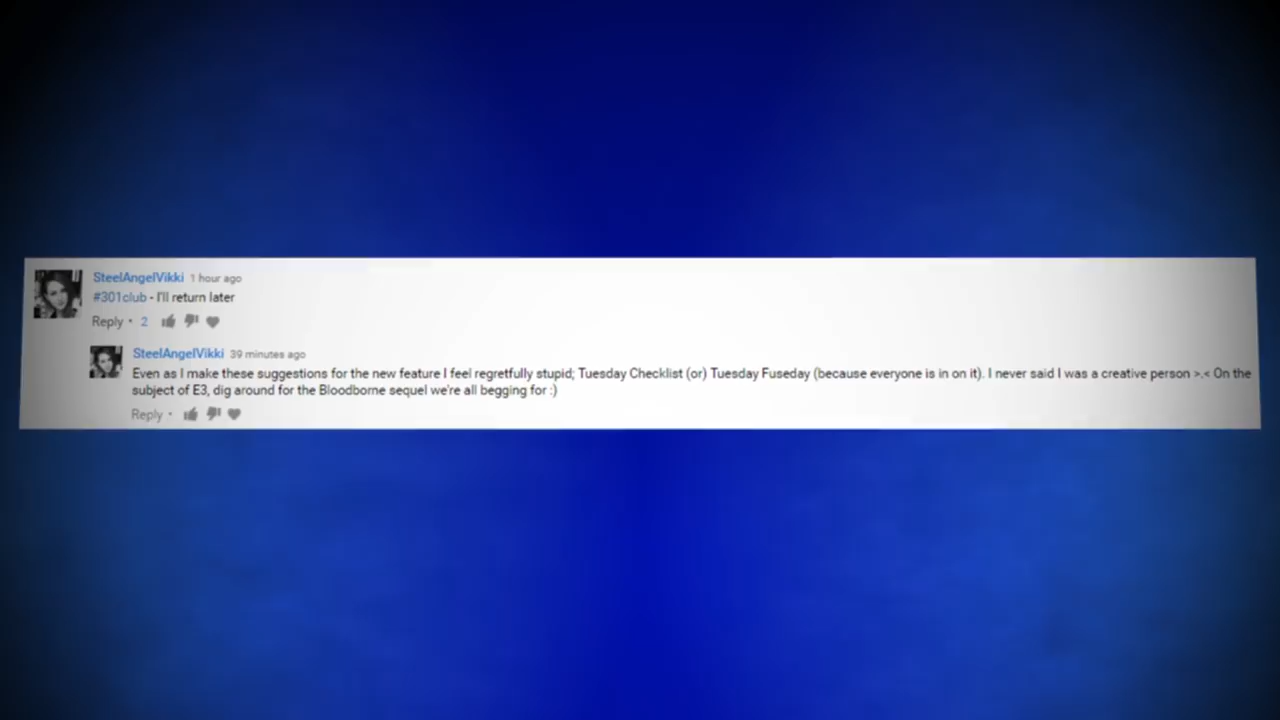 SteelAngelVikki 1 hour ago
#301club - I'll return later
Reply • 2
SteelAngelVikki 39 minutes ago
Even as I make these suggestions for the new feature I feel regretfully stupid; Tuesday Checklist (or) Tuesday Fuseday (because everyone is in on it). I never said I was a creative person >.< On the
subject of E3, dig around for the Bloodborne sequel we're all begging for :)
Reply •